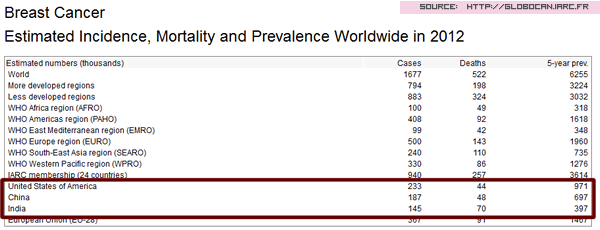 Breast Cancer
SOURCE: HTTP://GLOBOCAN.IARC.FR
Estimated Incidence, Mortality and Prevalence Worldwide in 2012
Estimated numbers (thousands) Cases Deaths 5-year prev.
World 1677 522 6255
More developed regions 794 198 3224
Less developed regions 883 324 3032
WHO Africa region (AFRO) 100 49 318
WHO Americas region (PAHO) 408 92 1618
WHO East Mediterranean region (EMRO) 99 42 348
WHO Europe region (EURO) 500 143 1960
WHO South-East Asia region (SEARO) 240 110 735
WHO Western Pacific region (WPRO) 330 86 1276
IARC membership (24 countries) 940 257 3614
United States of America 233 44 971
China 187 48 697
India 145 70 397
European Union (EU-28) 367 91 1467